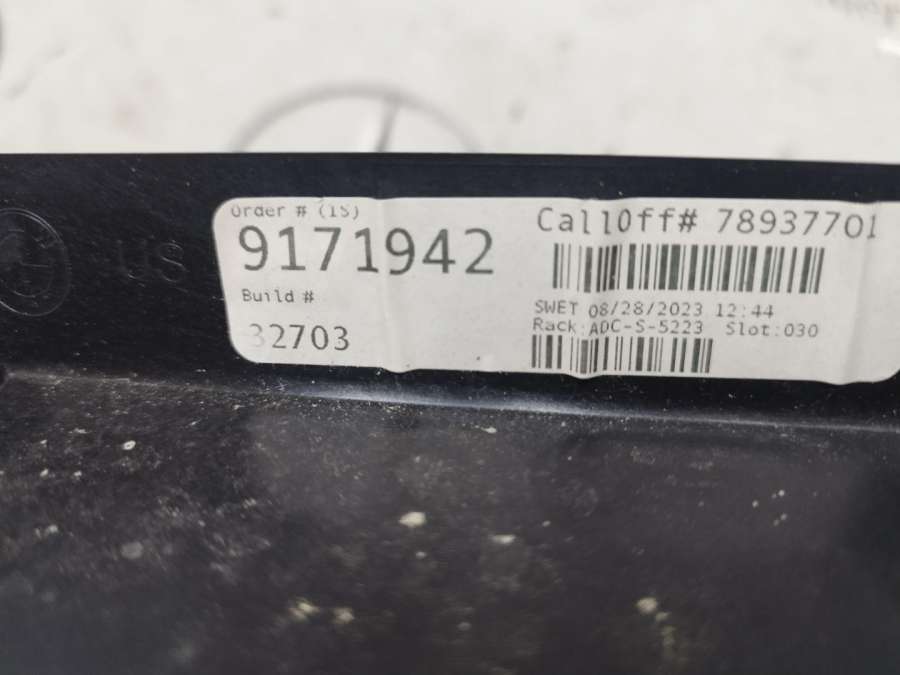 Order # (1S)
9171942
Build #
32703
CallOff# 78937701
SWET 08/28/2023 12:44
Rack:ADC-S-5223 Slot:030
US